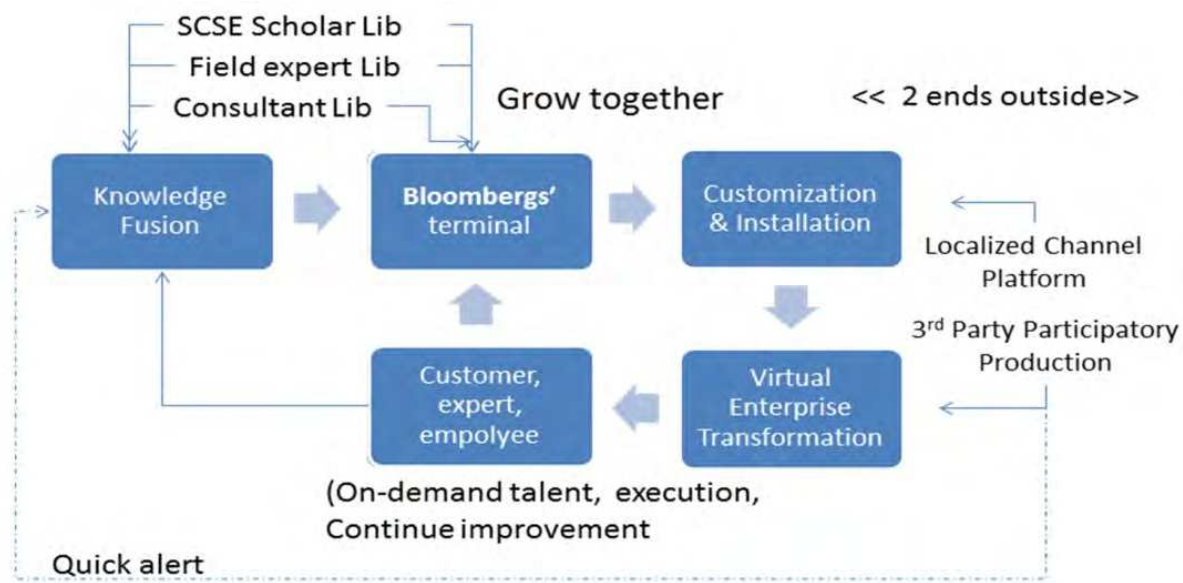 SCSE Scholar Lib
Field expert Lib
Consultant Lib
Grow together
<< 2 ends outside>>
Knowledge
Fusion
Bloombergs’
terminal
Customization
& Installation
Localized Channel
Platform
3rd Party Participatory
Production
Customer,
expert,
empolyee
Virtual
Enterprise
Transformation
(On-demand talent, execution,
Continue improvement
Quick alert